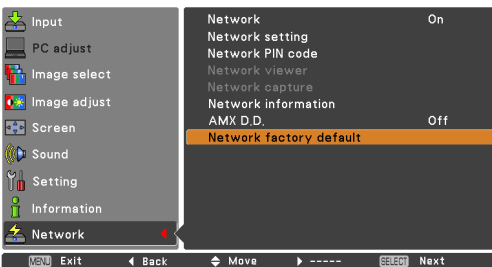 Input
PC adjust
Image select
Image adjust
Screen
Sound
Setting
Information
Network
Network On
Network setting
Network PIN code
Network viewer
Network capture
Network information
AMX D.D. Off
Network factory default
MENU Exit Back Move ----- SELECT Next